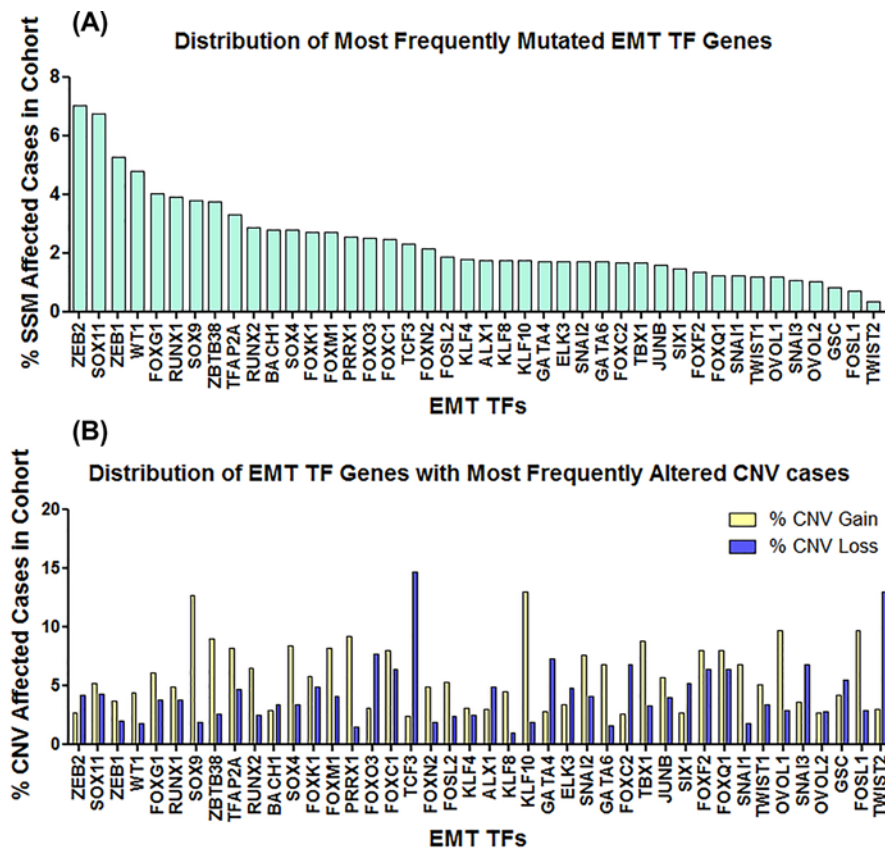 (A)
Distribution of Most Frequently Mutated EMT TF Genes
% SSM Affected Cases in Cohort
8
6
4
2
0
ZEB2 SOX11 ZEB1 WT1 FOXG1 RUNX1 SOX9 ZBTB38 TFAP2A RUNX2 BACH1 SOX4 FOXK1 FOXM1 PRRX1 FOXO3 FOXC1 TCF3 FOXN2 FOSL2 KLF4 ALX1 KLF8 KLF10 GATA4 ELK3 SNAI2 GATA6 FOXC2 TBX1 JUNB SIX1 FOXF2 FOXQ1 SNAI1 TWIST1 OVOL1 SNAI3 OVOL2 GSC FOSL1 TWIST2
EMT TFs
(B)
Distribution of EMT TF Genes with Most Frequently Altered CNV cases
% CNV Affected Cases in Cohort
20
15
10
5
0
% CNV Gain
% CNV Loss
ZEB2 SOX11 ZEB1 WT1 FOXG1 RUNX1 SOX9 ZBTB38 TFAP2A RUNX2 BACH1 SOX4 FOXK1 FOXM1 PRRX1 FOXO3 FOXC1 TCF3 FOXN2 FOSL2 KLF4 ALX1 KLF8 KLF10 GATA4 ELK3 SNAI2 GATA6 FOXC2 TBX1 JUNB SIX1 FOXF2 FOXQ1 SNAI1 TWIST1 OVOL1 SNAI3 OVOL2 GSC FOSL1 TWIST2
EMT TFs